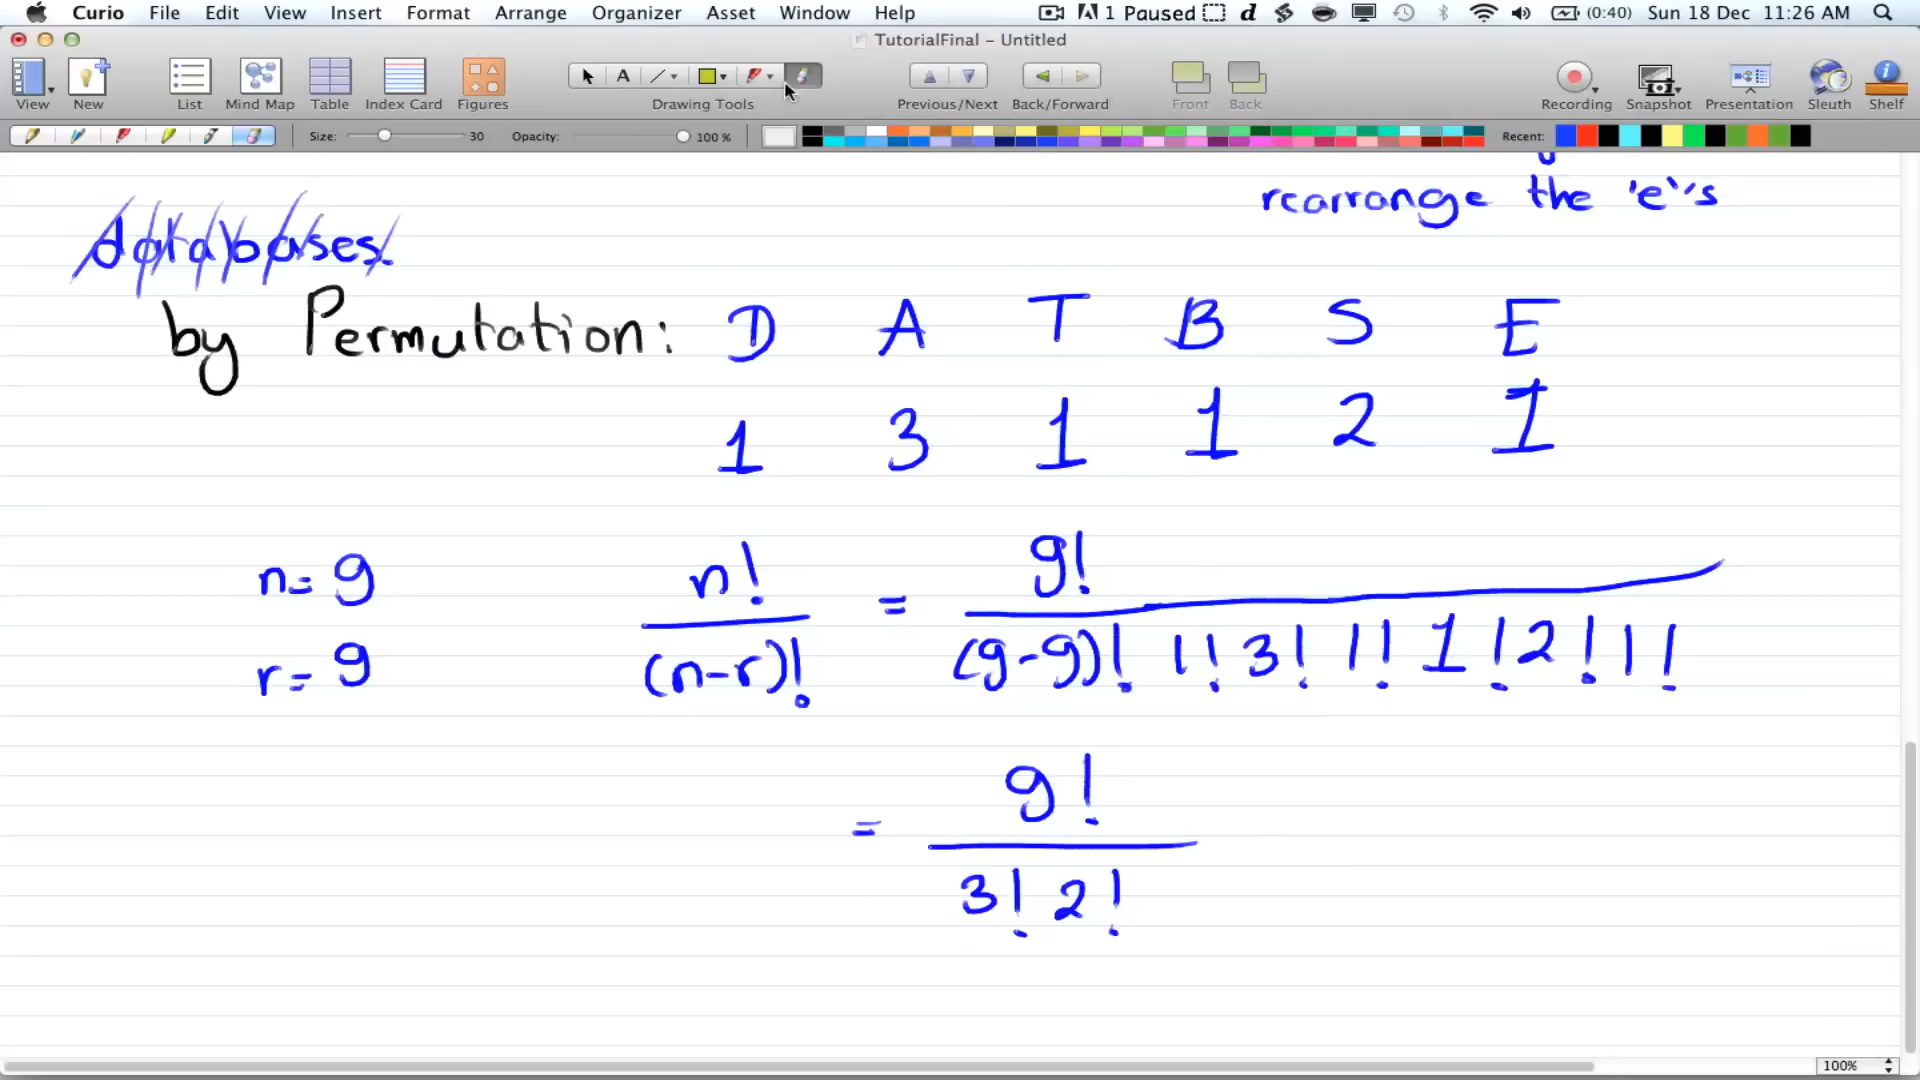 Curio File Edit View Insert Format Arrange Organizer Asset Window Help 1 Paused d (0:40) Sun 18 Dec 11:26 AM
TutorialFinal – Untitled
View New List Mind Map Table Index Card Figures Drawing Tools Previous/Next Back/Forward Front Back Recording Snapshot Presentation Sleuth Shelf
Size: 30 Opacity: 100 % Recent:
rearrange the 'e''s
databases.
by Permutation: D A T B S E
1 3 1 1 2 1
n = 9
r = 9
n! / (n-r)! = 9! / (9-9)! 1! 3! 1! 1! 2! 1!
= 9! / 3! 2!
100%